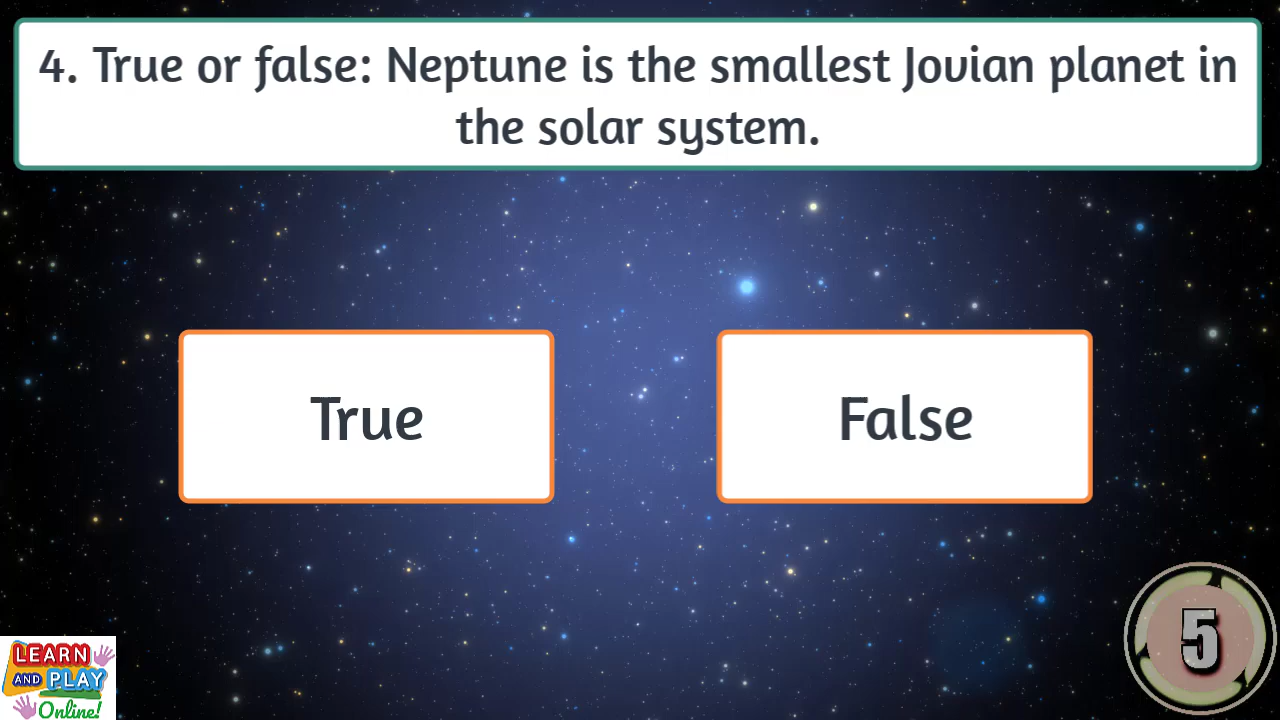 4. True or false: Neptune is the smallest Jovian planet in
the solar system.
True
False
5
LEARN
AND PLAY
Online!